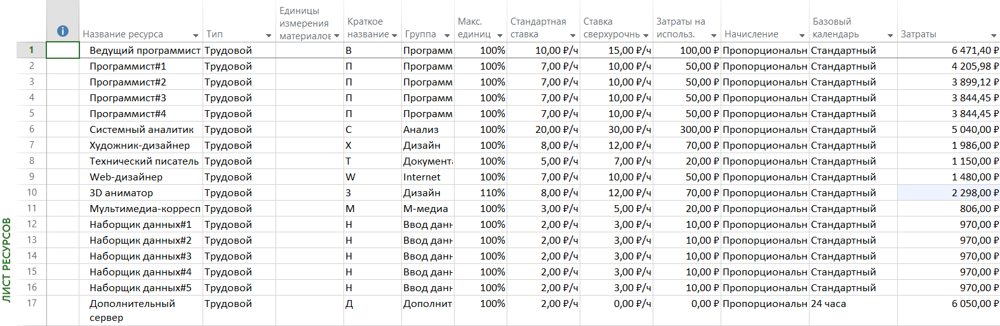 Название ресурса Тип Единицы измерения материалов Краткое название Группа Макс. единиц Стандартная ставка Ставка сверхурочнь Затраты на использ. Начисление Базовый календарь Затраты
1 Ведущий программист Трудовой В Программ 100% 10,00 ₽/ч 15,00 ₽/ч 100,00 ₽ Пропорциональн Стандартный 6 471,40 ₽
2 Программист#1 Трудовой П Программ 100% 7,00 ₽/ч 10,00 ₽/ч 50,00 ₽ Пропорциональн Стандартный 4 205,98 ₽
3 Программист#2 Трудовой П Программ 100% 7,00 ₽/ч 10,00 ₽/ч 50,00 ₽ Пропорциональн Стандартный 3 899,12 ₽
4 Программист#3 Трудовой П Программ 100% 7,00 ₽/ч 10,00 ₽/ч 50,00 ₽ Пропорциональн Стандартный 3 844,45 ₽
5 Программист#4 Трудовой П Программ 100% 7,00 ₽/ч 10,00 ₽/ч 50,00 ₽ Пропорциональн Стандартный 3 844,45 ₽
6 Системный аналитик Трудовой С Анализ 100% 20,00 ₽/ч 30,00 ₽/ч 300,00 ₽ Пропорциональн Стандартный 5 040,00 ₽
7 Художник-дизайнер Трудовой Х Дизайн 100% 8,00 ₽/ч 12,00 ₽/ч 70,00 ₽ Пропорциональн Стандартный 1 986,00 ₽
8 Технический писатель Трудовой Т Документ 100% 5,00 ₽/ч 7,00 ₽/ч 20,00 ₽ Пропорциональн Стандартный 1 150,00 ₽
9 Web-дизайнер Трудовой W Internet 100% 7,00 ₽/ч 10,00 ₽/ч 50,00 ₽ Пропорциональн Стандартный 1 480,00 ₽
10 3D аниматор Трудовой 3 Дизайн 110% 8,00 ₽/ч 12,00 ₽/ч 70,00 ₽ Пропорциональн Стандартный 2 298,00 ₽
11 Мультимедиа-корресп Трудовой М М-медиа 100% 3,00 ₽/ч 5,00 ₽/ч 20,00 ₽ Пропорциональн Стандартный 806,00 ₽
12 Наборщик данных#1 Трудовой Н Ввод данн 100% 2,00 ₽/ч 3,00 ₽/ч 10,00 ₽ Пропорциональн Стандартный 970,00 ₽
13 Наборщик данных#2 Трудовой Н Ввод данн 100% 2,00 ₽/ч 3,00 ₽/ч 10,00 ₽ Пропорциональн Стандартный 970,00 ₽
14 Наборщик данных#3 Трудовой Н Ввод данн 100% 2,00 ₽/ч 3,00 ₽/ч 10,00 ₽ Пропорциональн Стандартный 970,00 ₽
15 Наборщик данных#4 Трудовой Н Ввод данн 100% 2,00 ₽/ч 3,00 ₽/ч 10,00 ₽ Пропорциональн Стандартный 970,00 ₽
16 Наборщик данных#5 Трудовой Н Ввод данн 100% 2,00 ₽/ч 3,00 ₽/ч 10,00 ₽ Пропорциональн Стандартный 970,00 ₽
17 Дополнительный Трудовой Д Дополнит 100% 2,00 ₽/ч 0,00 ₽/ч 0,00 ₽ Пропорциональн 24 часа 6 050,00 ₽
сервер
ЛИСТ РЕСУРСОВ